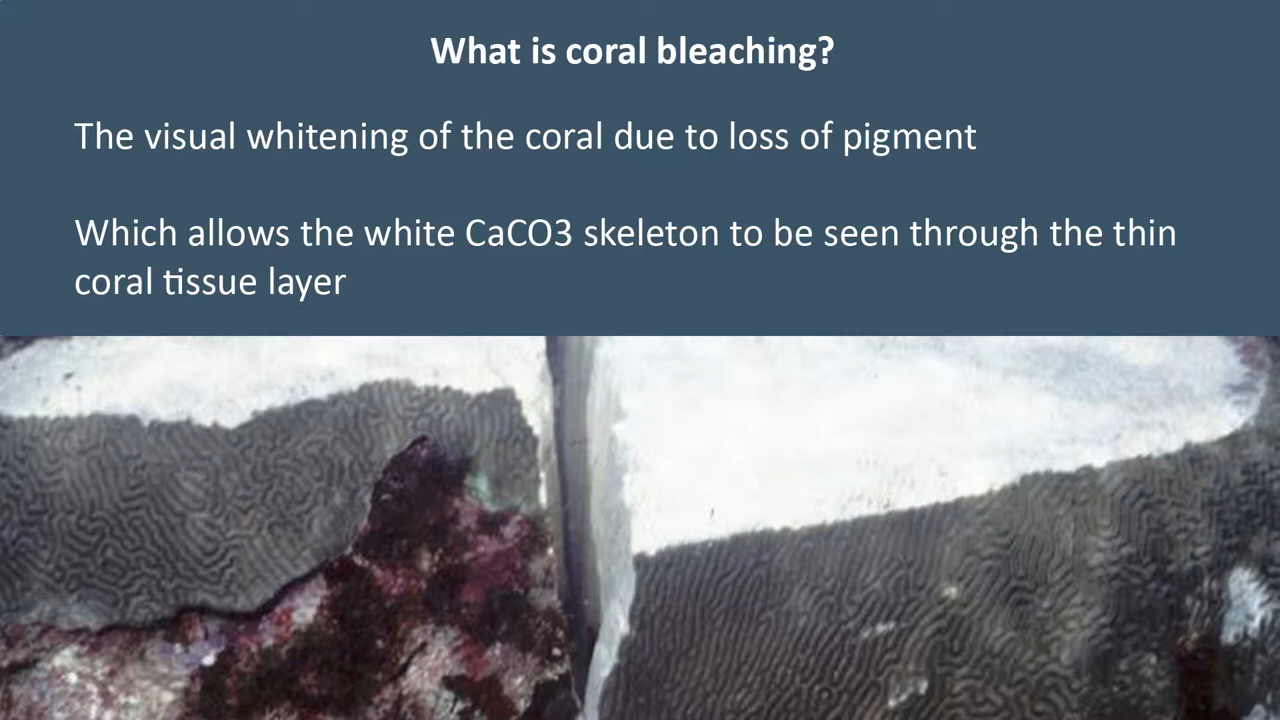 What is coral bleaching?
The visual whitening of the coral due to loss of pigment
Which allows the white CaCO3 skeleton to be seen through the thin
coral tissue layer